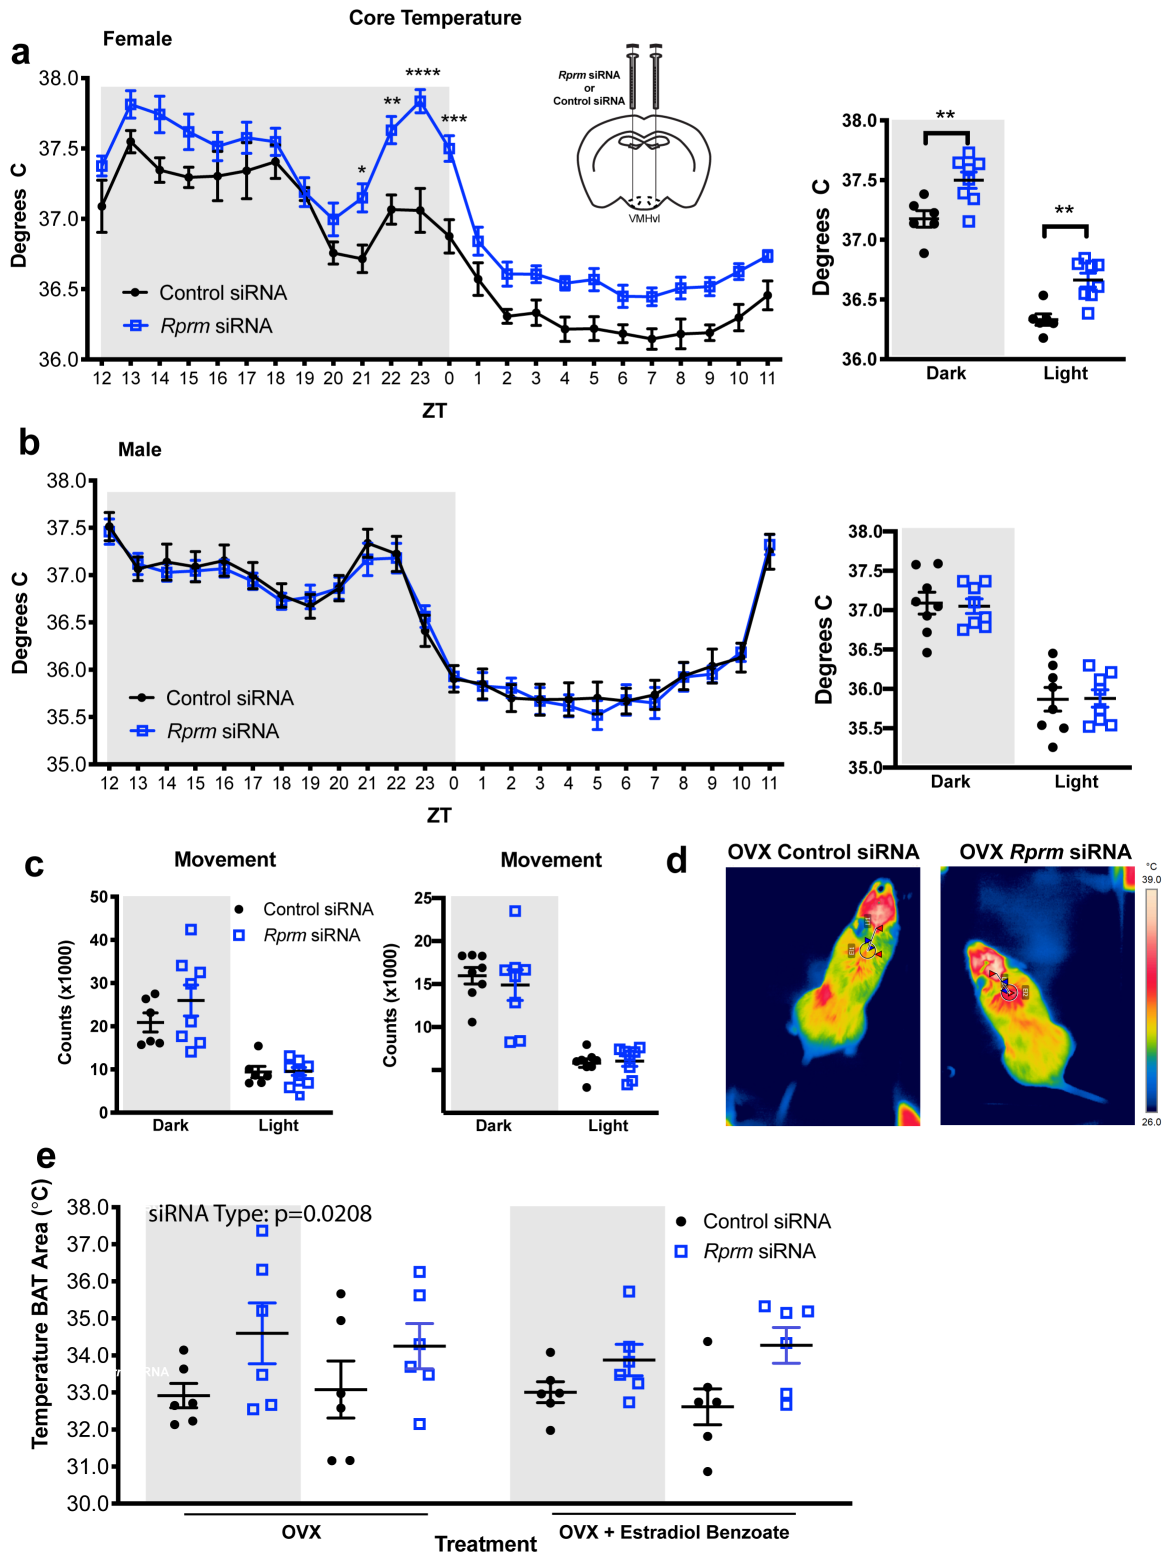 Core Temperature
a
Female
Degrees C
38.0
37.5
37.0
36.5
36.0
*
**
****
***
Control siRNA
Rprm siRNA
12 13 14 15 16 17 18 19 20 21 22 23 0 1 2 3 4 5 6 7 8 9 10 11
ZT
Rprm siRNA
or
Control siRNA
VMHvl
Degrees C
38.0
37.5
37.0
36.5
36.0
**
**
Dark Light
b
Male
Degrees C
38.0
37.5
37.0
36.5
36.0
35.5
35.0
Control siRNA
Rprm siRNA
12 13 14 15 16 17 18 19 20 21 22 23 0 1 2 3 4 5 6 7 8 9 10 11
ZT
Degrees C
38.0
37.5
37.0
36.5
36.0
35.5
35.0
Dark Light
c
Movement
Counts (x1000)
50
40
30
20
10
0
Control siRNA
Rprm siRNA
Dark Light
Movement
Counts (x1000)
25
20
15
10
Dark Light
d
OVX Control siRNA OVX Rprm siRNA
°C
39.0
26.0
e
Temperature BAT Area (°C)
38.0
37.0
36.0
35.0
34.0
33.0
32.0
31.0
30.0
siRNA Type: p=0.0208
Control siRNA
Rprm siRNA
OVX OVX + Estradiol Benzoate
Treatment